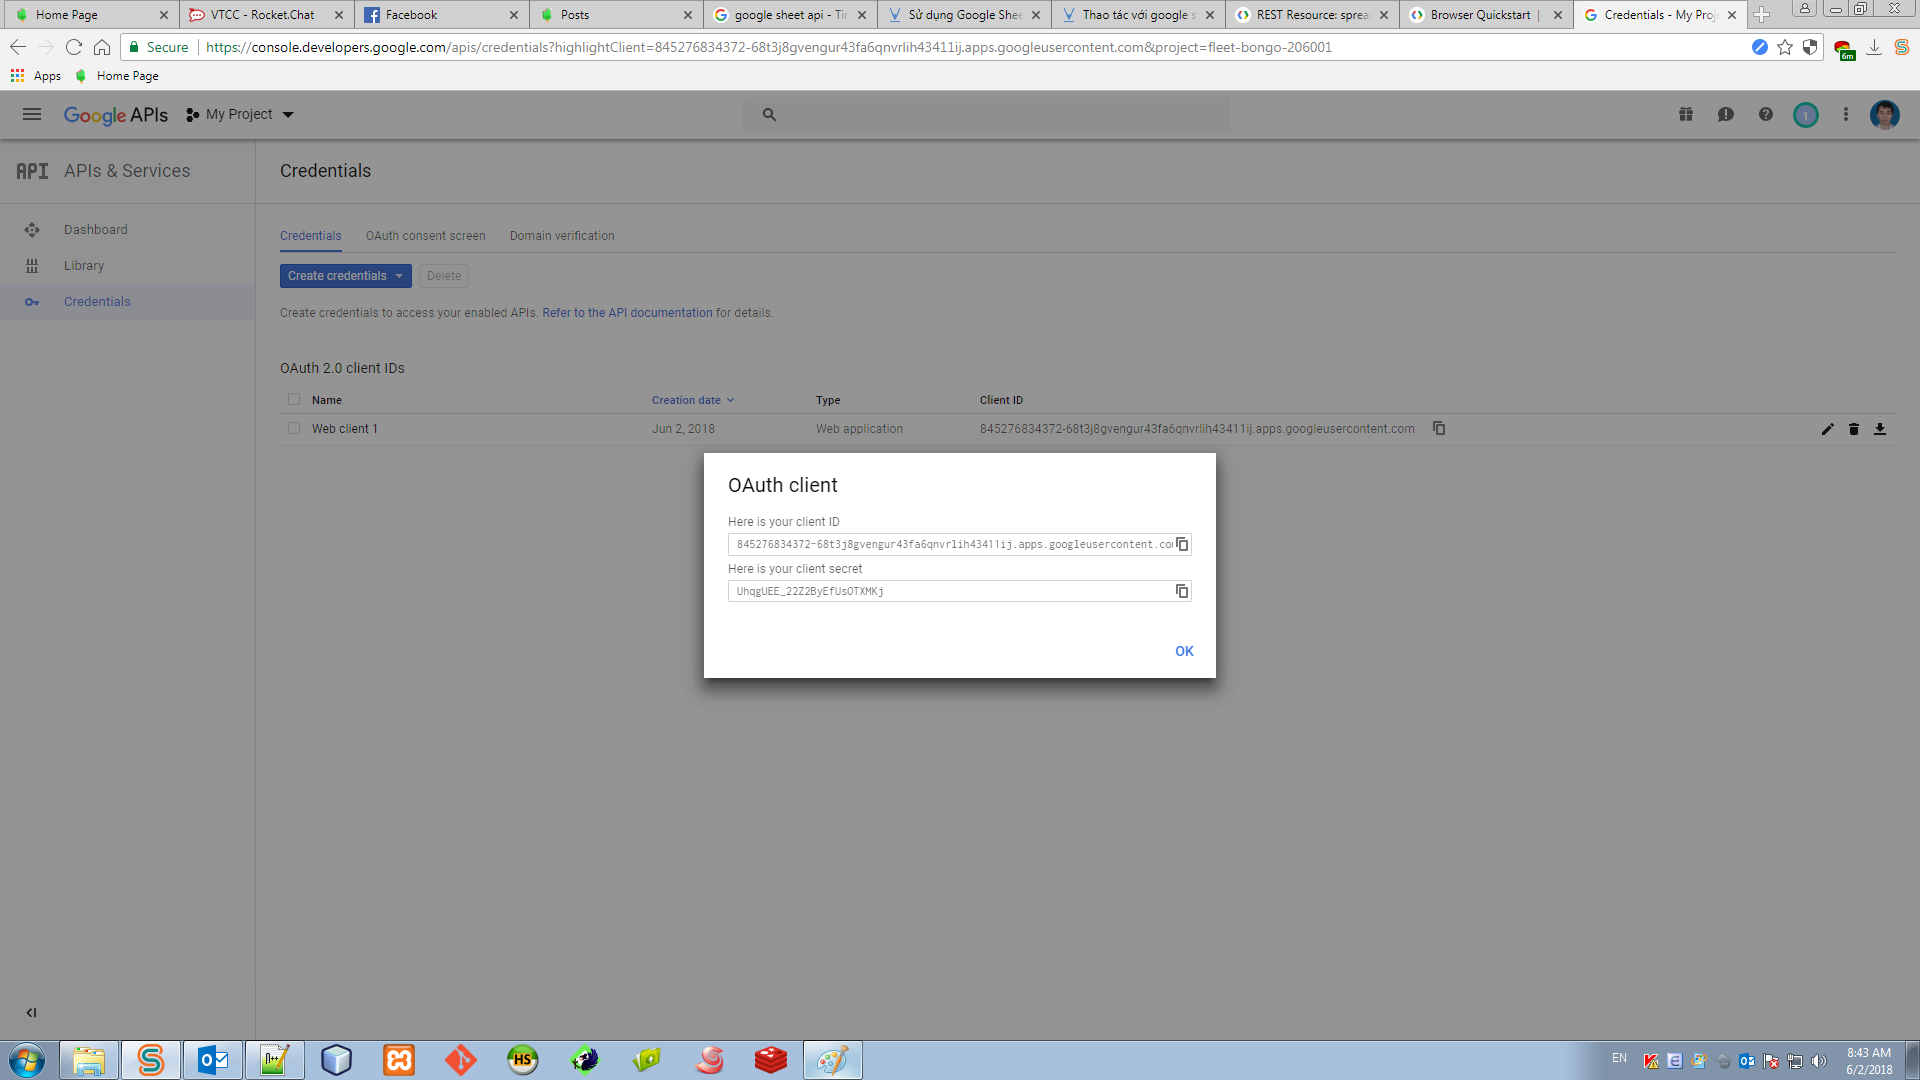 Home Page
VTCC - Rocket.Chat
Facebook
Posts
google sheet api - Tìm
Sử dụng Google Shee
Thao tác với google s
REST Resource: sprea
Browser Quickstart |
Credentials - My Proj
Secure
https://console.developers.google.com/apis/credentials?highlightClient=845276834372-68t3j8gvengur43fa6qnvrlih43411ij.apps.googleusercontent.com&project=fleet-bongo-206001
6m
Apps
Home Page
Google APIs
My Project
1
API
APIs & Services
Credentials
Dashboard
Library
Credentials
Credentials
OAuth consent screen
Domain verification
Create credentials
Delete
Create credentials to access your enabled APIs. Refer to the API documentation for details.
OAuth 2.0 client IDs
Name
Creation date
Type
Client ID
Web client 1
Jun 2, 2018
Web application
845276834372-68t3j8gvengur43fa6qnvrlih43411ij.apps.googleusercontent.com
OAuth client
Here is your client ID
845276834372-68t3j8gvengur43fa6qnvrlih43411ij.apps.googleusercontent.com
Here is your client secret
UhqgUEE_22Z2ByEfUsOTXMKj
OK
HS
EN
8:43 AM
6/2/2018